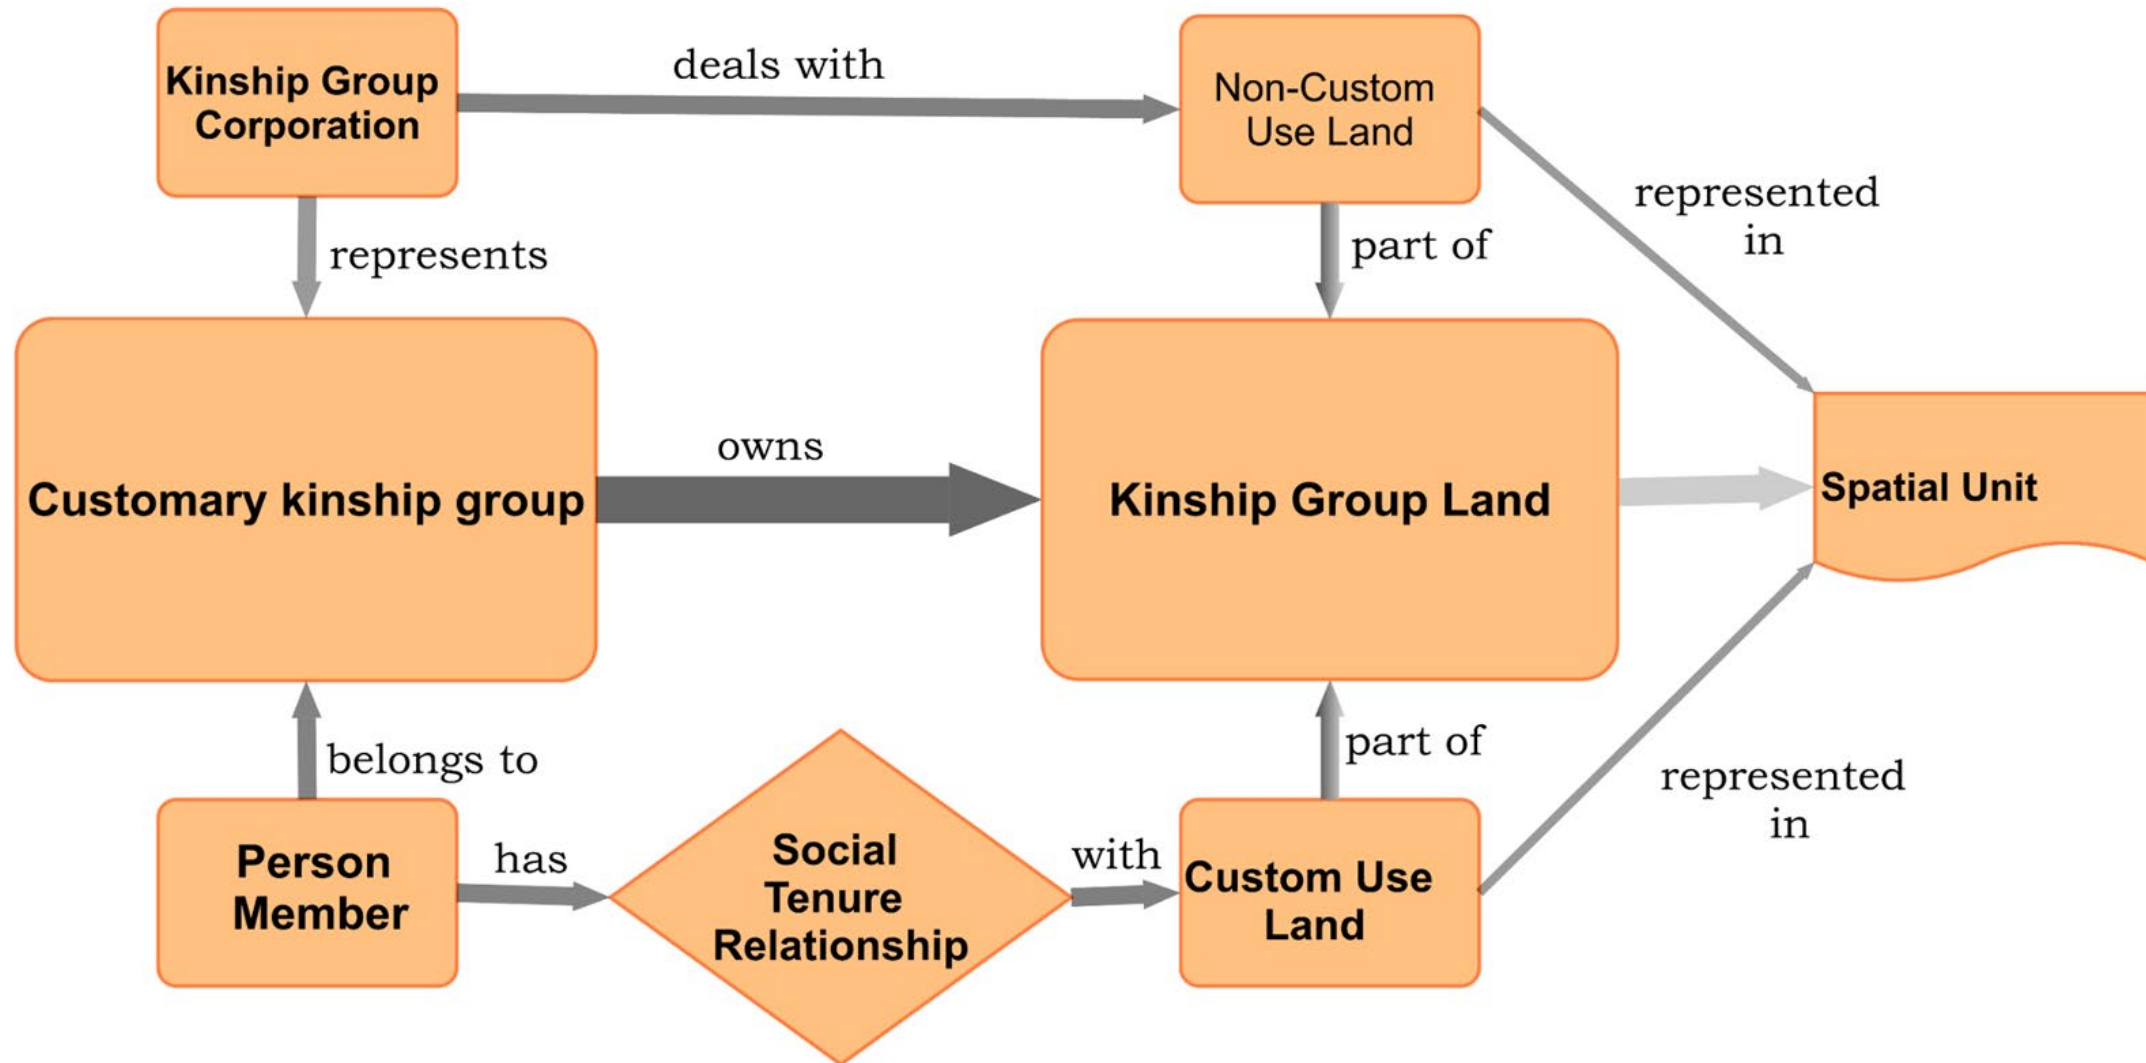 Kinship Group
Corporation
deals with
Non-Custom
Use Land
represented
in
represents
part of
Customary kinship group
owns
Kinship Group Land
Spatial Unit
belongs to
part of
represented
in
Person
Member
has
Social
Tenure
Relationship
with
Custom Use
Land